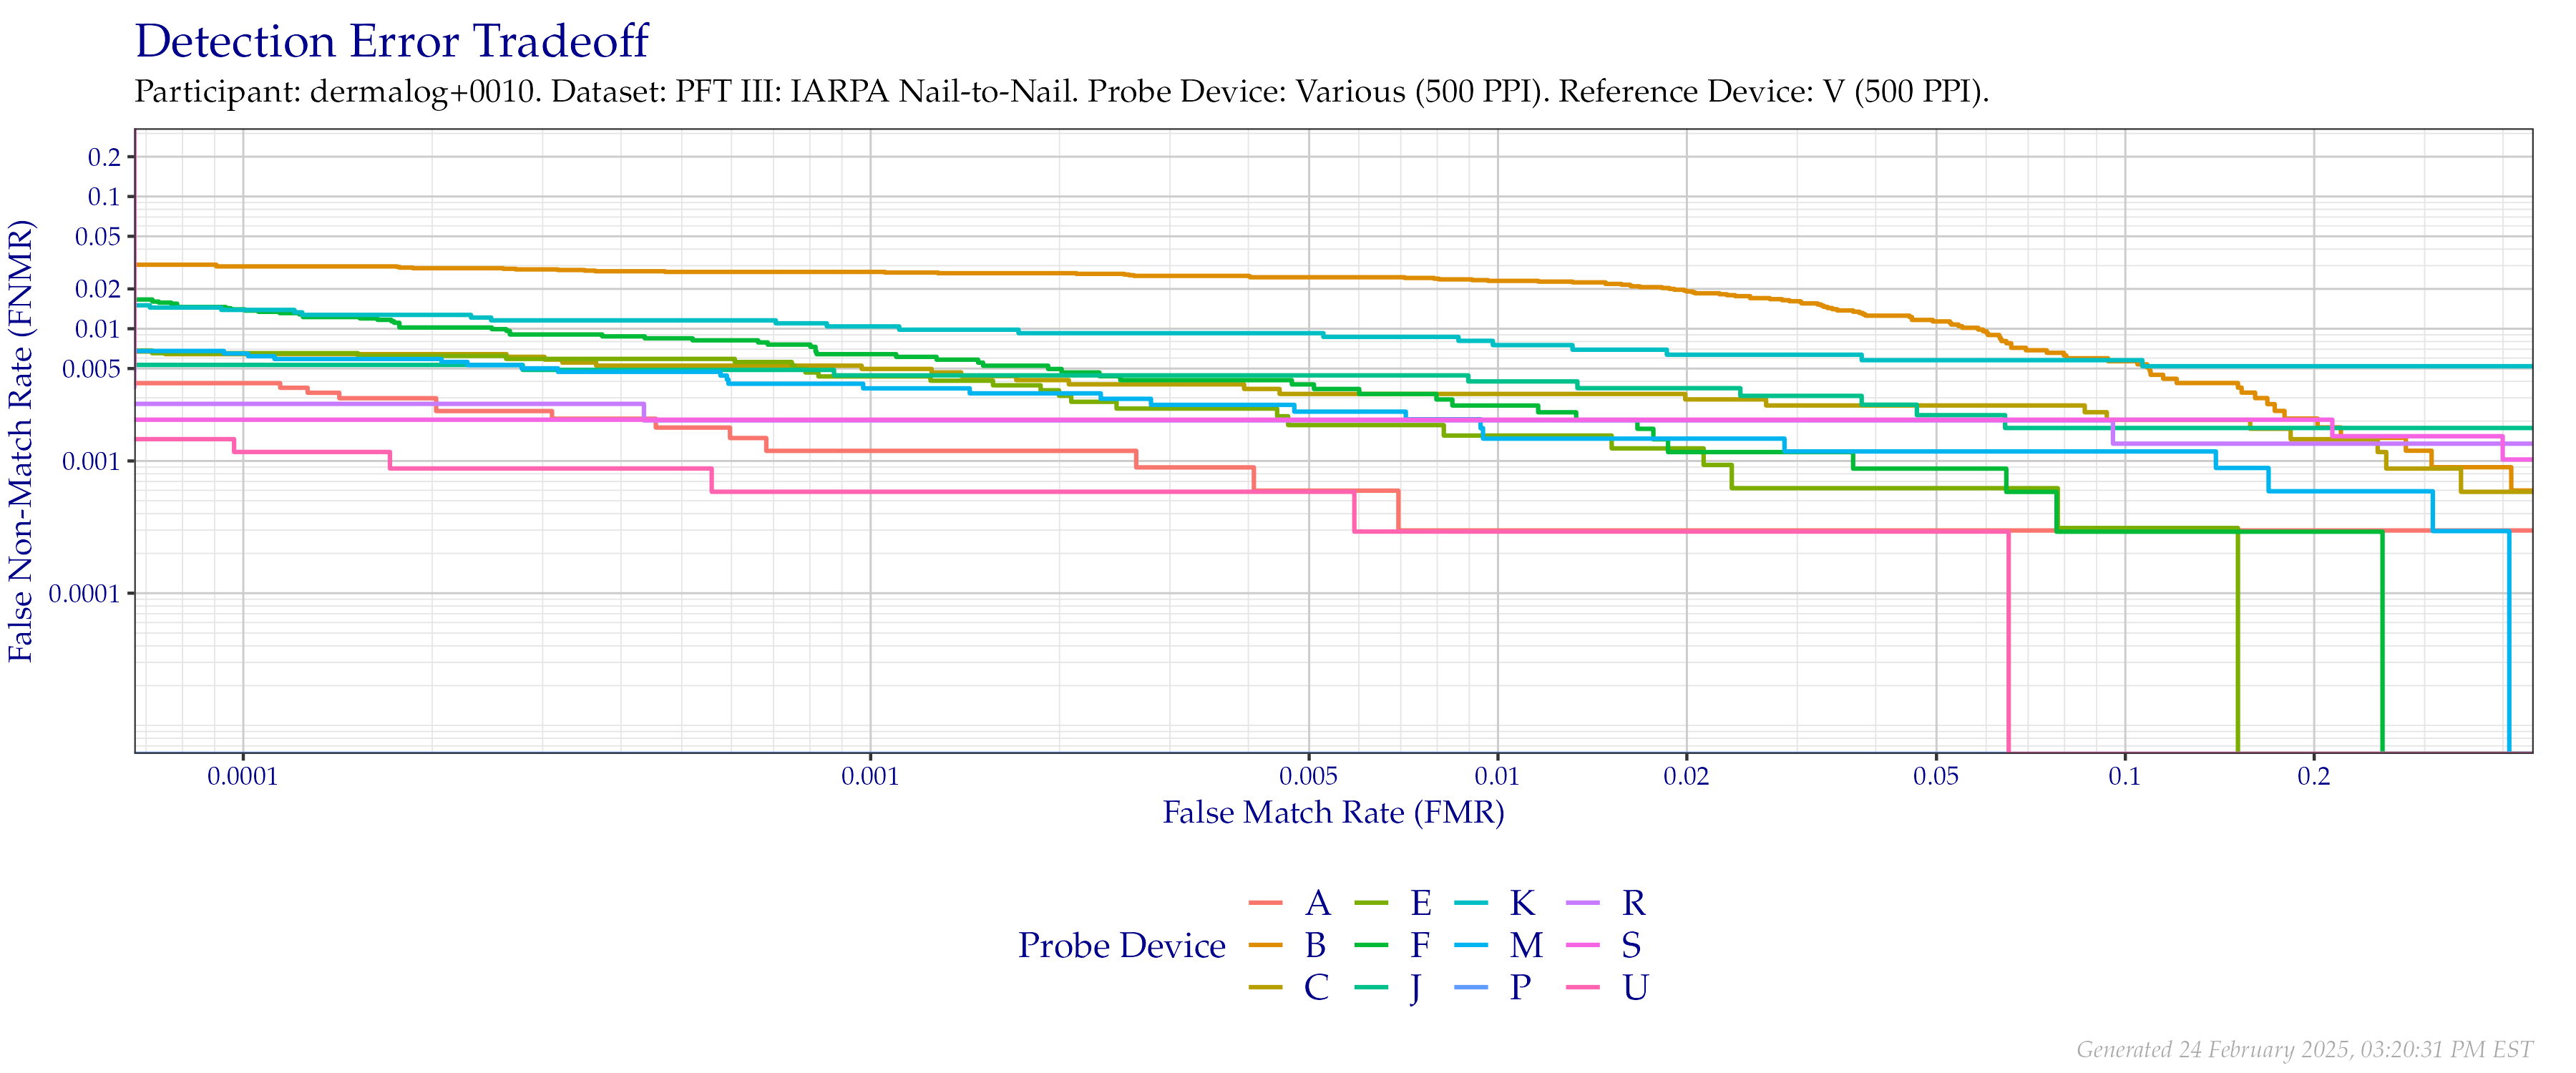 Detection Error Tradeoff
Participant: dermalog+0010. Dataset: PFT III: IARPA Nail-to-Nail. Probe Device: Various (500 PPI). Reference Device: V (500 PPI).
False Non-Match Rate (FNMR)
0.2
0.1
0.05
0.02
0.01
0.005
0.001
0.0001
0.0001 0.001 0.005 0.01 0.02 0.05 0.1 0.2
False Match Rate (FMR)
Probe Device
A E K R
B F M S
C J P U
Generated 24 February 2025, 03:20:31 PM EST